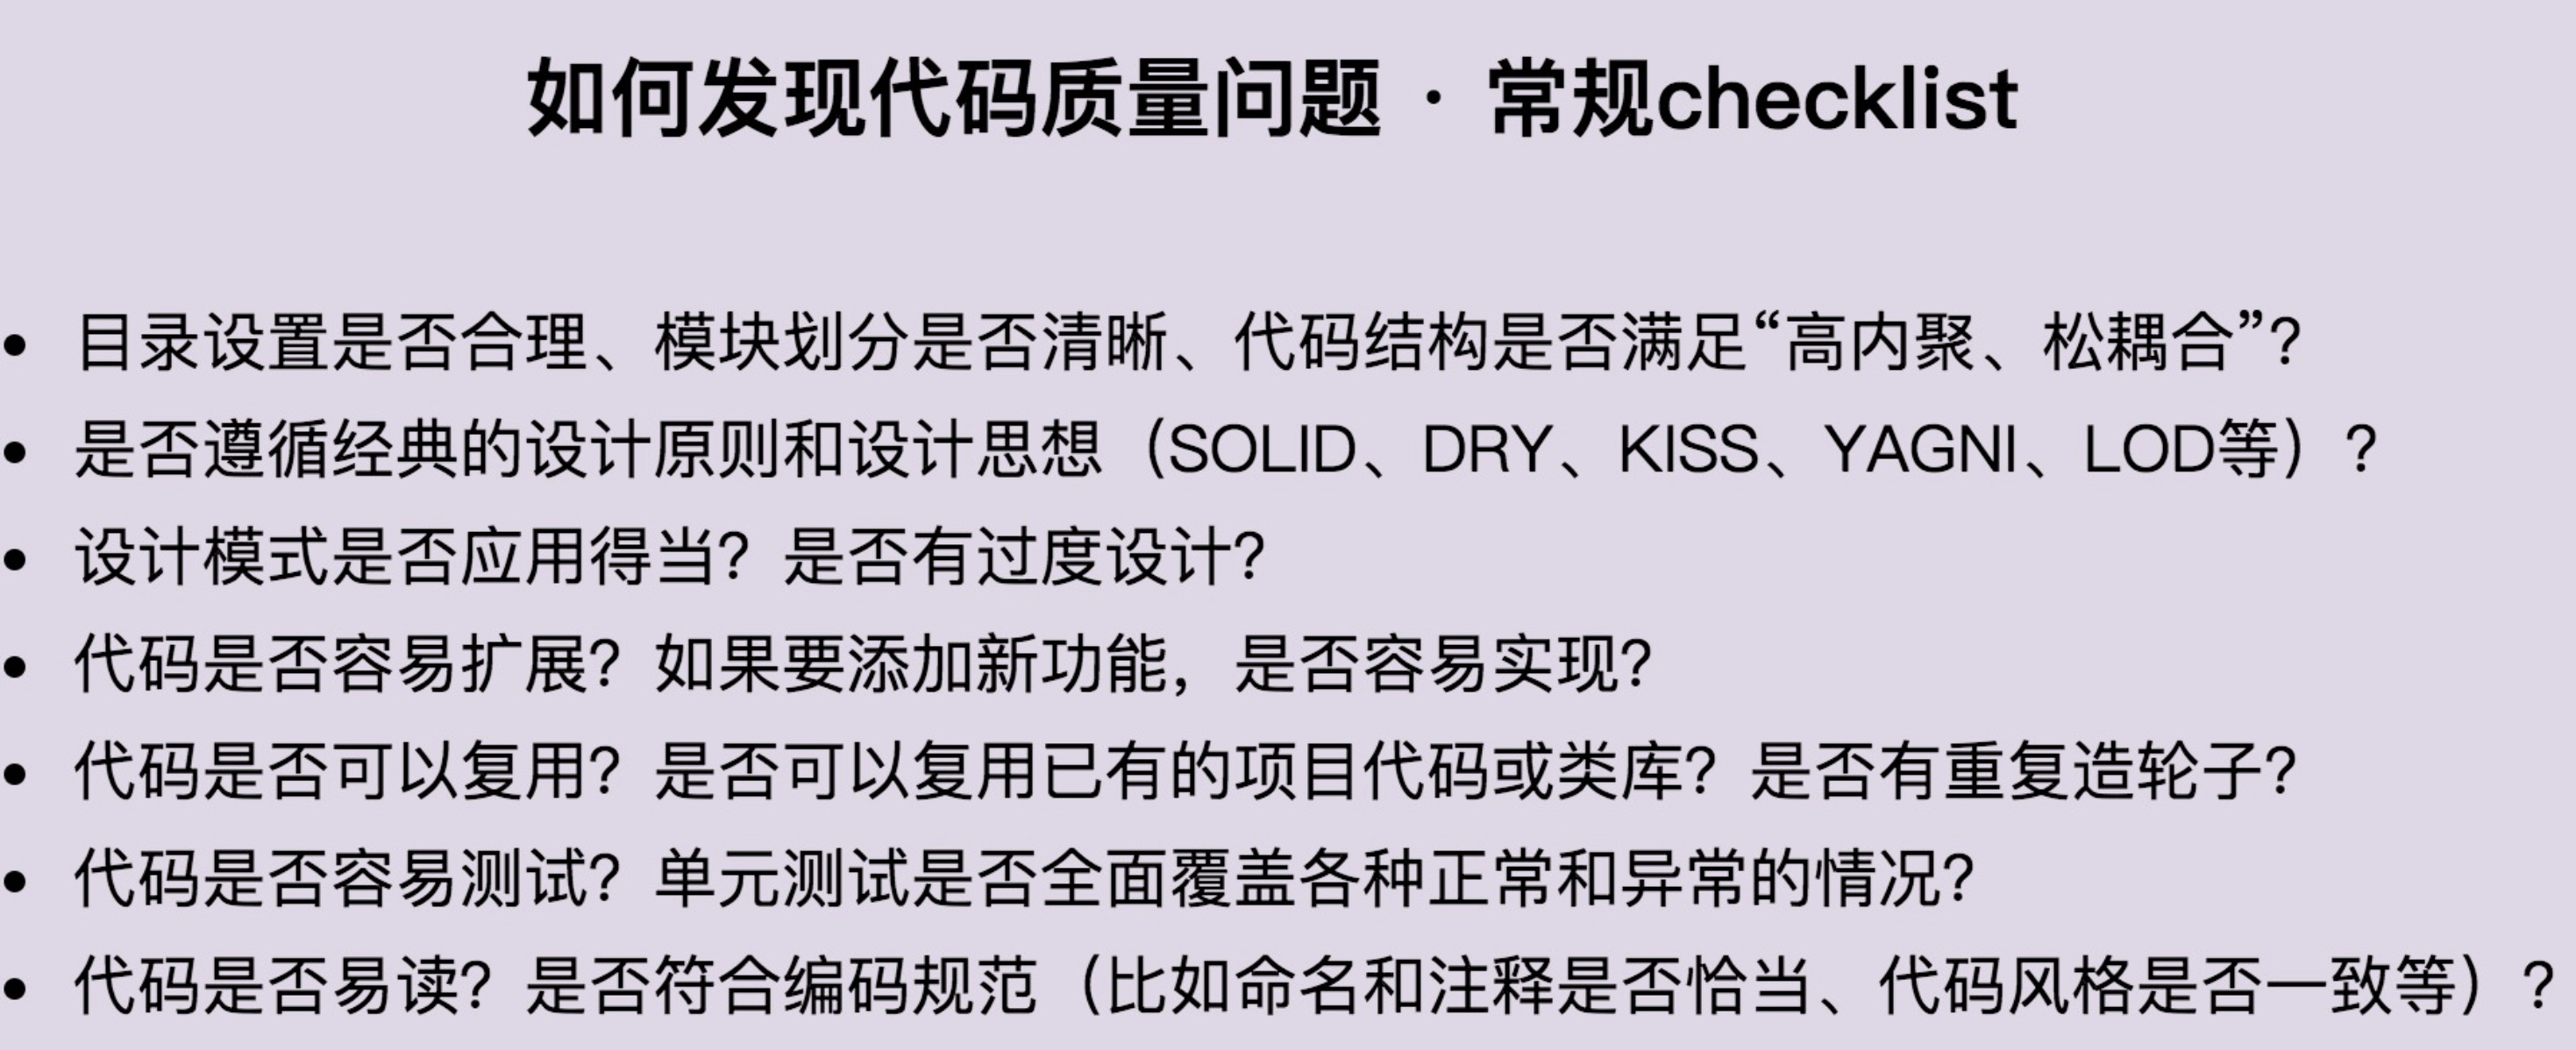 如何发现代码质量问题 · 常规checklist
• 目录设置是否合理、模块划分是否清晰、代码结构是否满足“高内聚、松耦合”？
• 是否遵循经典的设计原则和设计思想（SOLID、DRY、KISS、YAGNI、LOD等）？
• 设计模式是否应用得当？是否有过度设计？
• 代码是否容易扩展？如果要添加新功能，是否容易实现？
• 代码是否可以复用？是否可以复用已有的项目代码或类库？是否有重复造轮子？
• 代码是否容易测试？单元测试是否全面覆盖各种正常和异常的情况？
• 代码是否易读？是否符合编码规范（比如命名和注释是否恰当、代码风格是否一致等）？